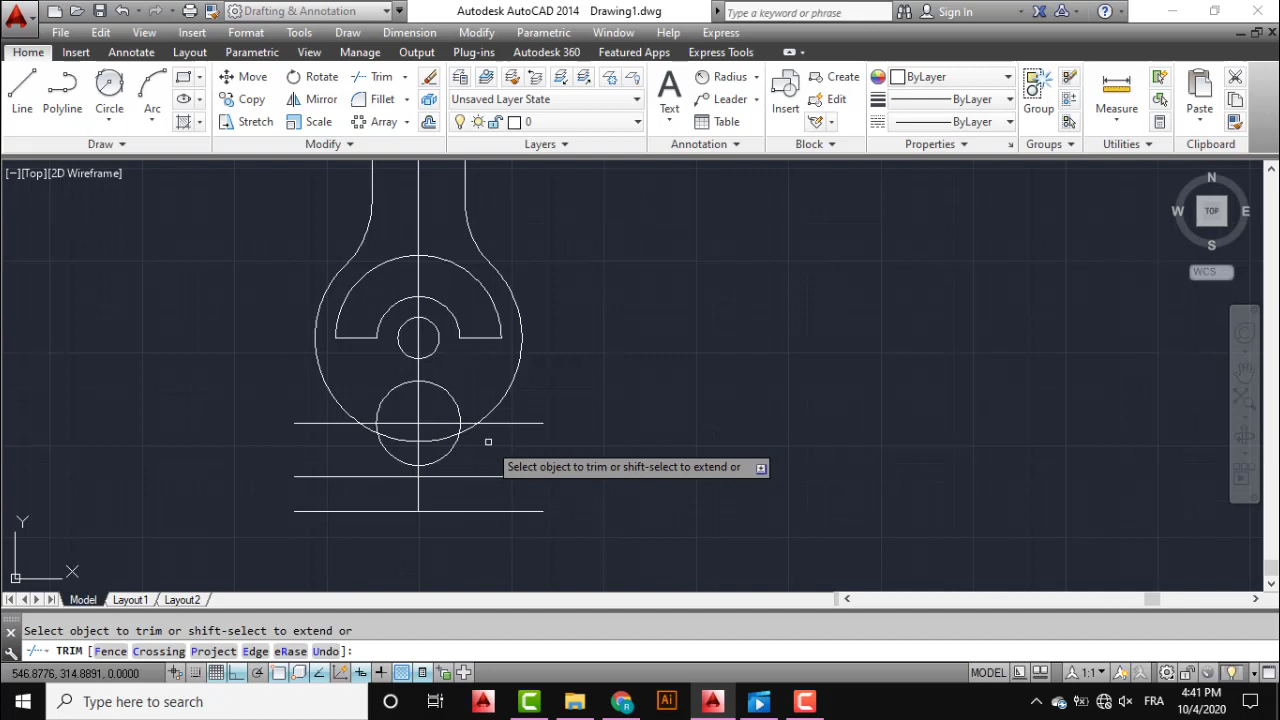 Drafting & Annotation
Autodesk AutoCAD 2014 Drawing1.dwg
Type a keyword or phrase
Sign In
File Edit View Insert Format Tools Draw Dimension Modify Parametric Window Help Express
Home Insert Annotate Layout Parametric View Manage Output Plug-ins Autodesk 360 Featured Apps Express Tools
Line Polyline Circle Arc
Move Rotate Trim
Copy Mirror Fillet
Stretch Scale Array
Unsaved Layer State
0
Text
Radius
Leader
Table
Insert
Create
Edit
ByLayer
ByLayer
ByLayer
Group
Measure
Paste
Draw Modify Layers Annotation Block Properties Groups Utilities Clipboard
[−][Top][2D Wireframe]
N
W TOP E
S
WCS
Select object to trim or shift-select to extend or
Y
X
Model Layout1 Layout2
Select object to trim or shift-select to extend or
TRIM [Fence Crossing Project Edge eRase Undo]:
546.8776, 314.8891, 0.0000
MODEL
1:1
Type here to search
Ai
FRA
4:41 PM
10/4/2020